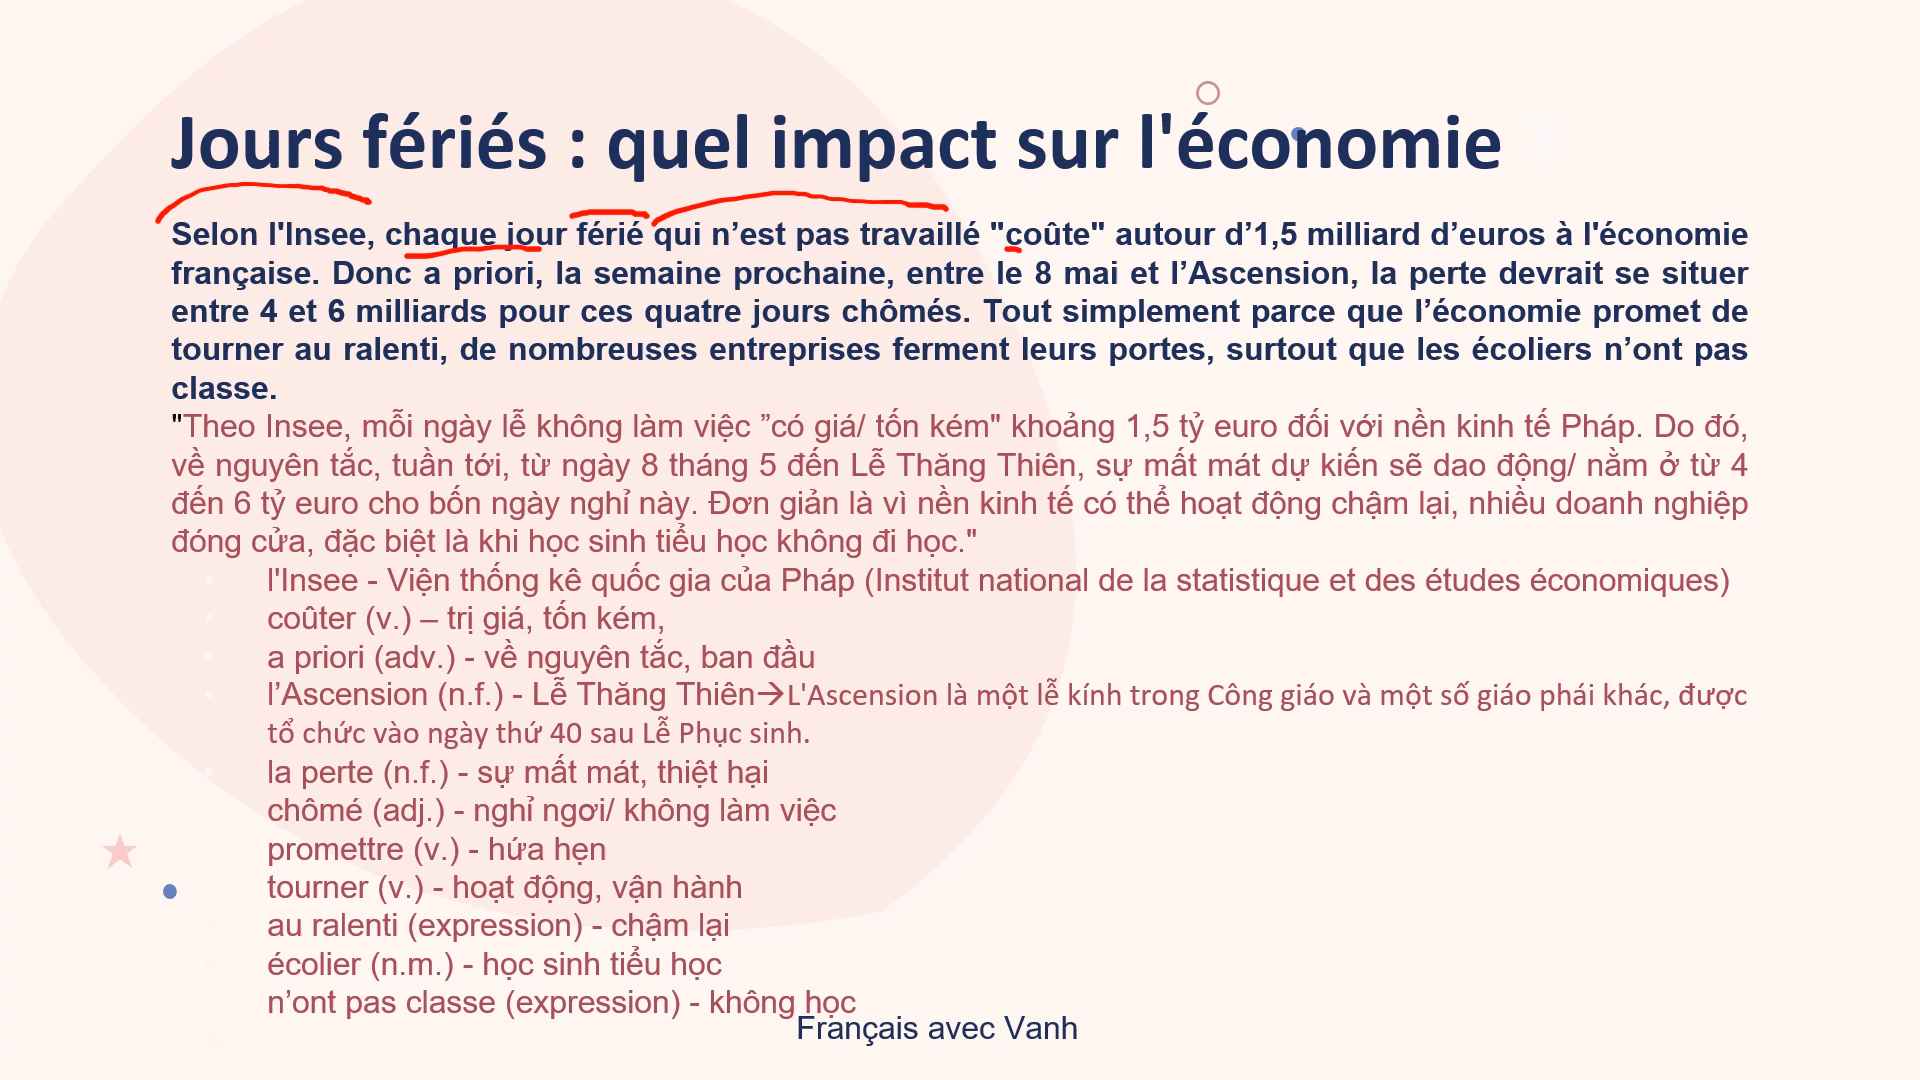 Jours fériés : quel impact sur l'économie ?
Selon l'Insee, chaque jour férié qui n’est pas travaillé "coûte" autour d’1,5 milliard d’euros à l'économie
française. Donc a priori, la semaine prochaine, entre le 8 mai et l’Ascension, la perte devrait se situer
entre 4 et 6 milliards pour ces quatre jours chômés. Tout simplement parce que l’économie promet de
tourner au ralenti, de nombreuses entreprises ferment leurs portes, surtout que les écoliers n’ont pas
classe.
"Theo Insee, mỗi ngày lễ không làm việc ”có giá/ tốn kém" khoảng 1,5 tỷ euro đối với nền kinh tế Pháp. Do đó,
về nguyên tắc, tuần tới, từ ngày 8 tháng 5 đến Lễ Thăng Thiên, sự mất mát dự kiến sẽ dao động/ nằm ở từ 4
đến 6 tỷ euro cho bốn ngày nghỉ này. Đơn giản là vì nền kinh tế có thể hoạt động chậm lại, nhiều doanh nghiệp
đóng cửa, đặc biệt là khi học sinh tiểu học không đi học."
l'Insee - Viện thống kê quốc gia của Pháp (Institut national de la statistique et des études économiques)
coûter (v.) – trị giá, tốn kém,
a priori (adv.) - về nguyên tắc, ban đầu
l’Ascension (n.f.) - Lễ Thăng Thiên→L'Ascension là một lễ kính trong Công giáo và một số giáo phái khác, được
tổ chức vào ngày thứ 40 sau Lễ Phục sinh.
la perte (n.f.) - sự mất mát, thiệt hại
chômé (adj.) - nghỉ ngơi/ không làm việc
promettre (v.) - hứa hẹn
tourner (v.) - hoạt động, vận hành
au ralenti (expression) - chậm lại
écolier (n.m.) - học sinh tiểu học
n’ont pas classe (expression) - không học
Français avec Vanh